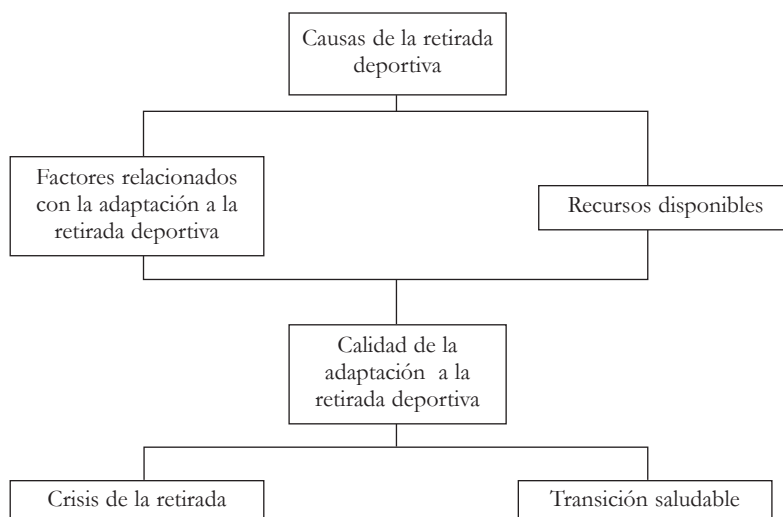 Causas de la retirada
deportiva
Factores relacionados
con la adaptación a la
retirada deportiva
Recursos disponibles
Calidad de la
adaptación a la
retirada deportiva
Crisis de la retirada
Transición saludable